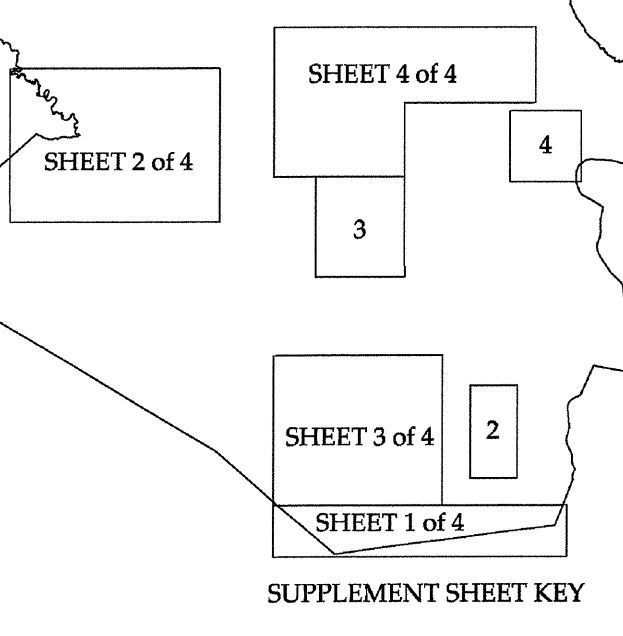 SHEET 4 of 4
4
SHEET 2 of 4
3
SHEET 3 of 4
2
SHEET 1 of 4
SUPPLEMENT SHEET KEY